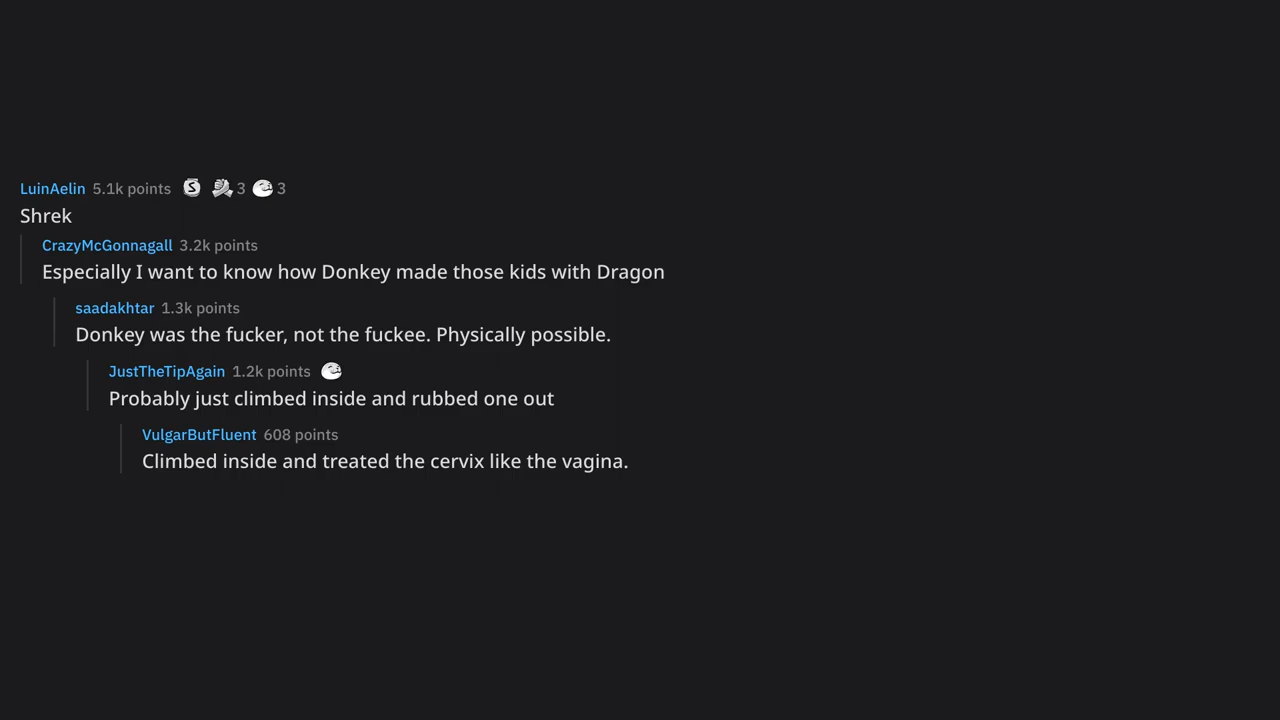 LuinAelin 5.1k points 3 3
Shrek
CrazyMcGonnagall 3.2k points
Especially I want to know how Donkey made those kids with Dragon
saadakhtar 1.3k points
Donkey was the fucker, not the fuckee. Physically possible.
JustTheTipAgain 1.2k points
Probably just climbed inside and rubbed one out
VulgarButFluent 608 points
Climbed inside and treated the cervix like the vagina.